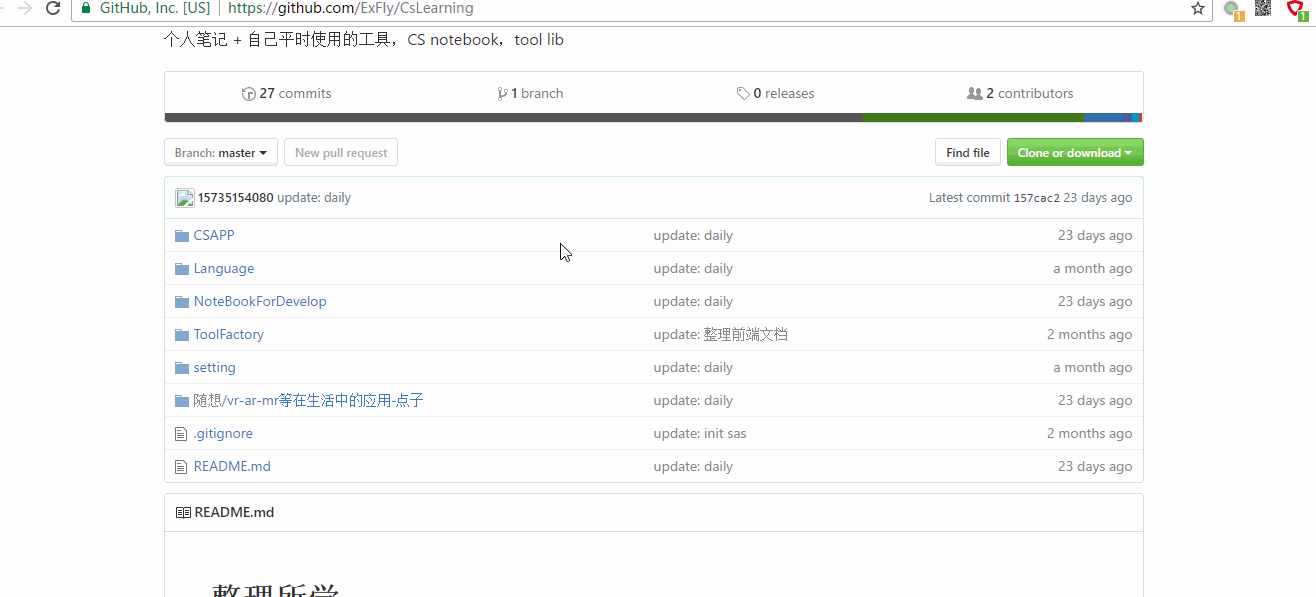 GitHub, Inc. [US] https://github.com/ExFly/CsLearning
1
1
个人笔记 + 自己平时使用的工具，CS notebook，tool lib
27 commits 1 branch 0 releases 2 contributors
Branch: master New pull request Find file Clone or download
15735154080 update: daily Latest commit 157cac2 23 days ago
CSAPP update: daily 23 days ago
Language update: daily a month ago
NoteBookForDevelop update: daily 23 days ago
ToolFactory update: 整理前端文档 2 months ago
setting update: daily a month ago
随想/vr-ar-mr等在生活中的应用-点子 update: daily 23 days ago
.gitignore update: init sas 2 months ago
README.md update: daily 23 days ago
README.md
整理所学